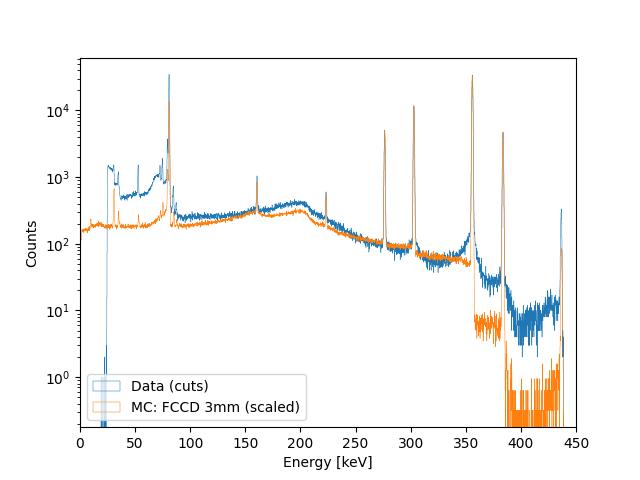 Counts
10⁴
10³
10²
10¹
10⁰
Data (cuts)
MC: FCCD 3mm (scaled)
0 50 100 150 200 250 300 350 400 450
Energy [keV]